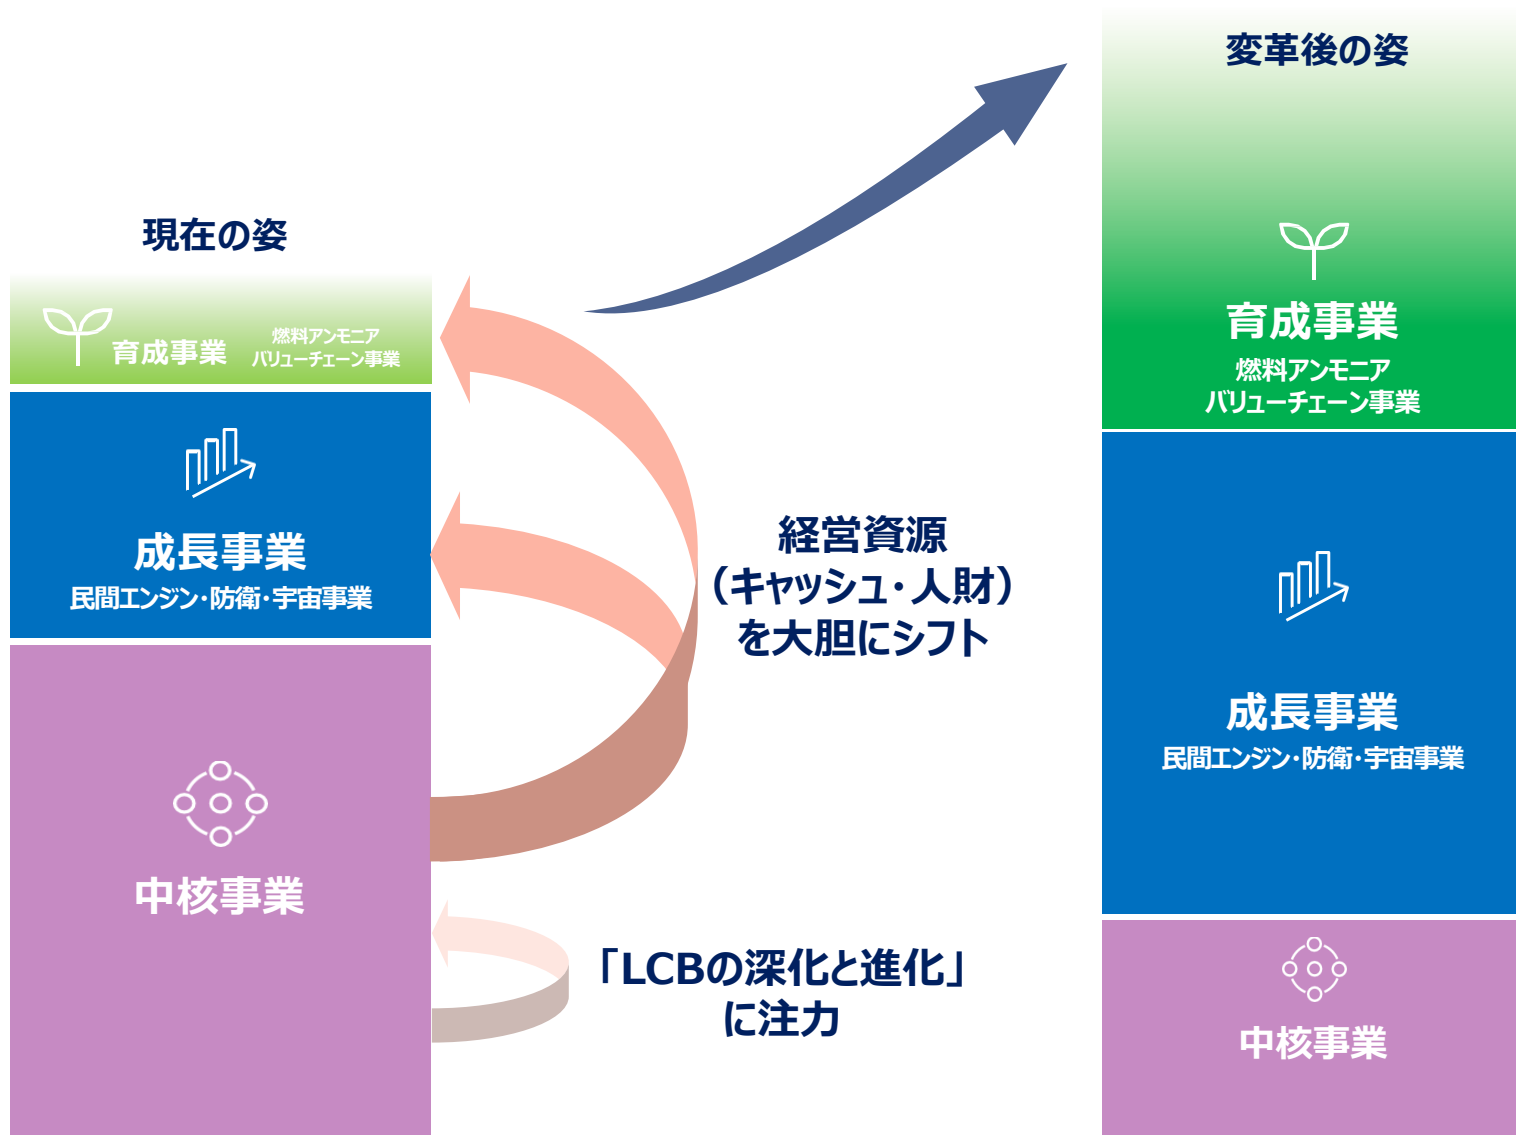 現在の姿
育成事業
燃料アンモニア
バリューチェーン事業
成長事業
民間エンジン・防衛・宇宙事業
中核事業
経営資源
（キャッシュ・人財）
を大胆にシフト
「LCBの深化と進化」
に注力
変革後の姿
育成事業
燃料アンモニア
バリューチェーン事業
成長事業
民間エンジン・防衛・宇宙事業
中核事業